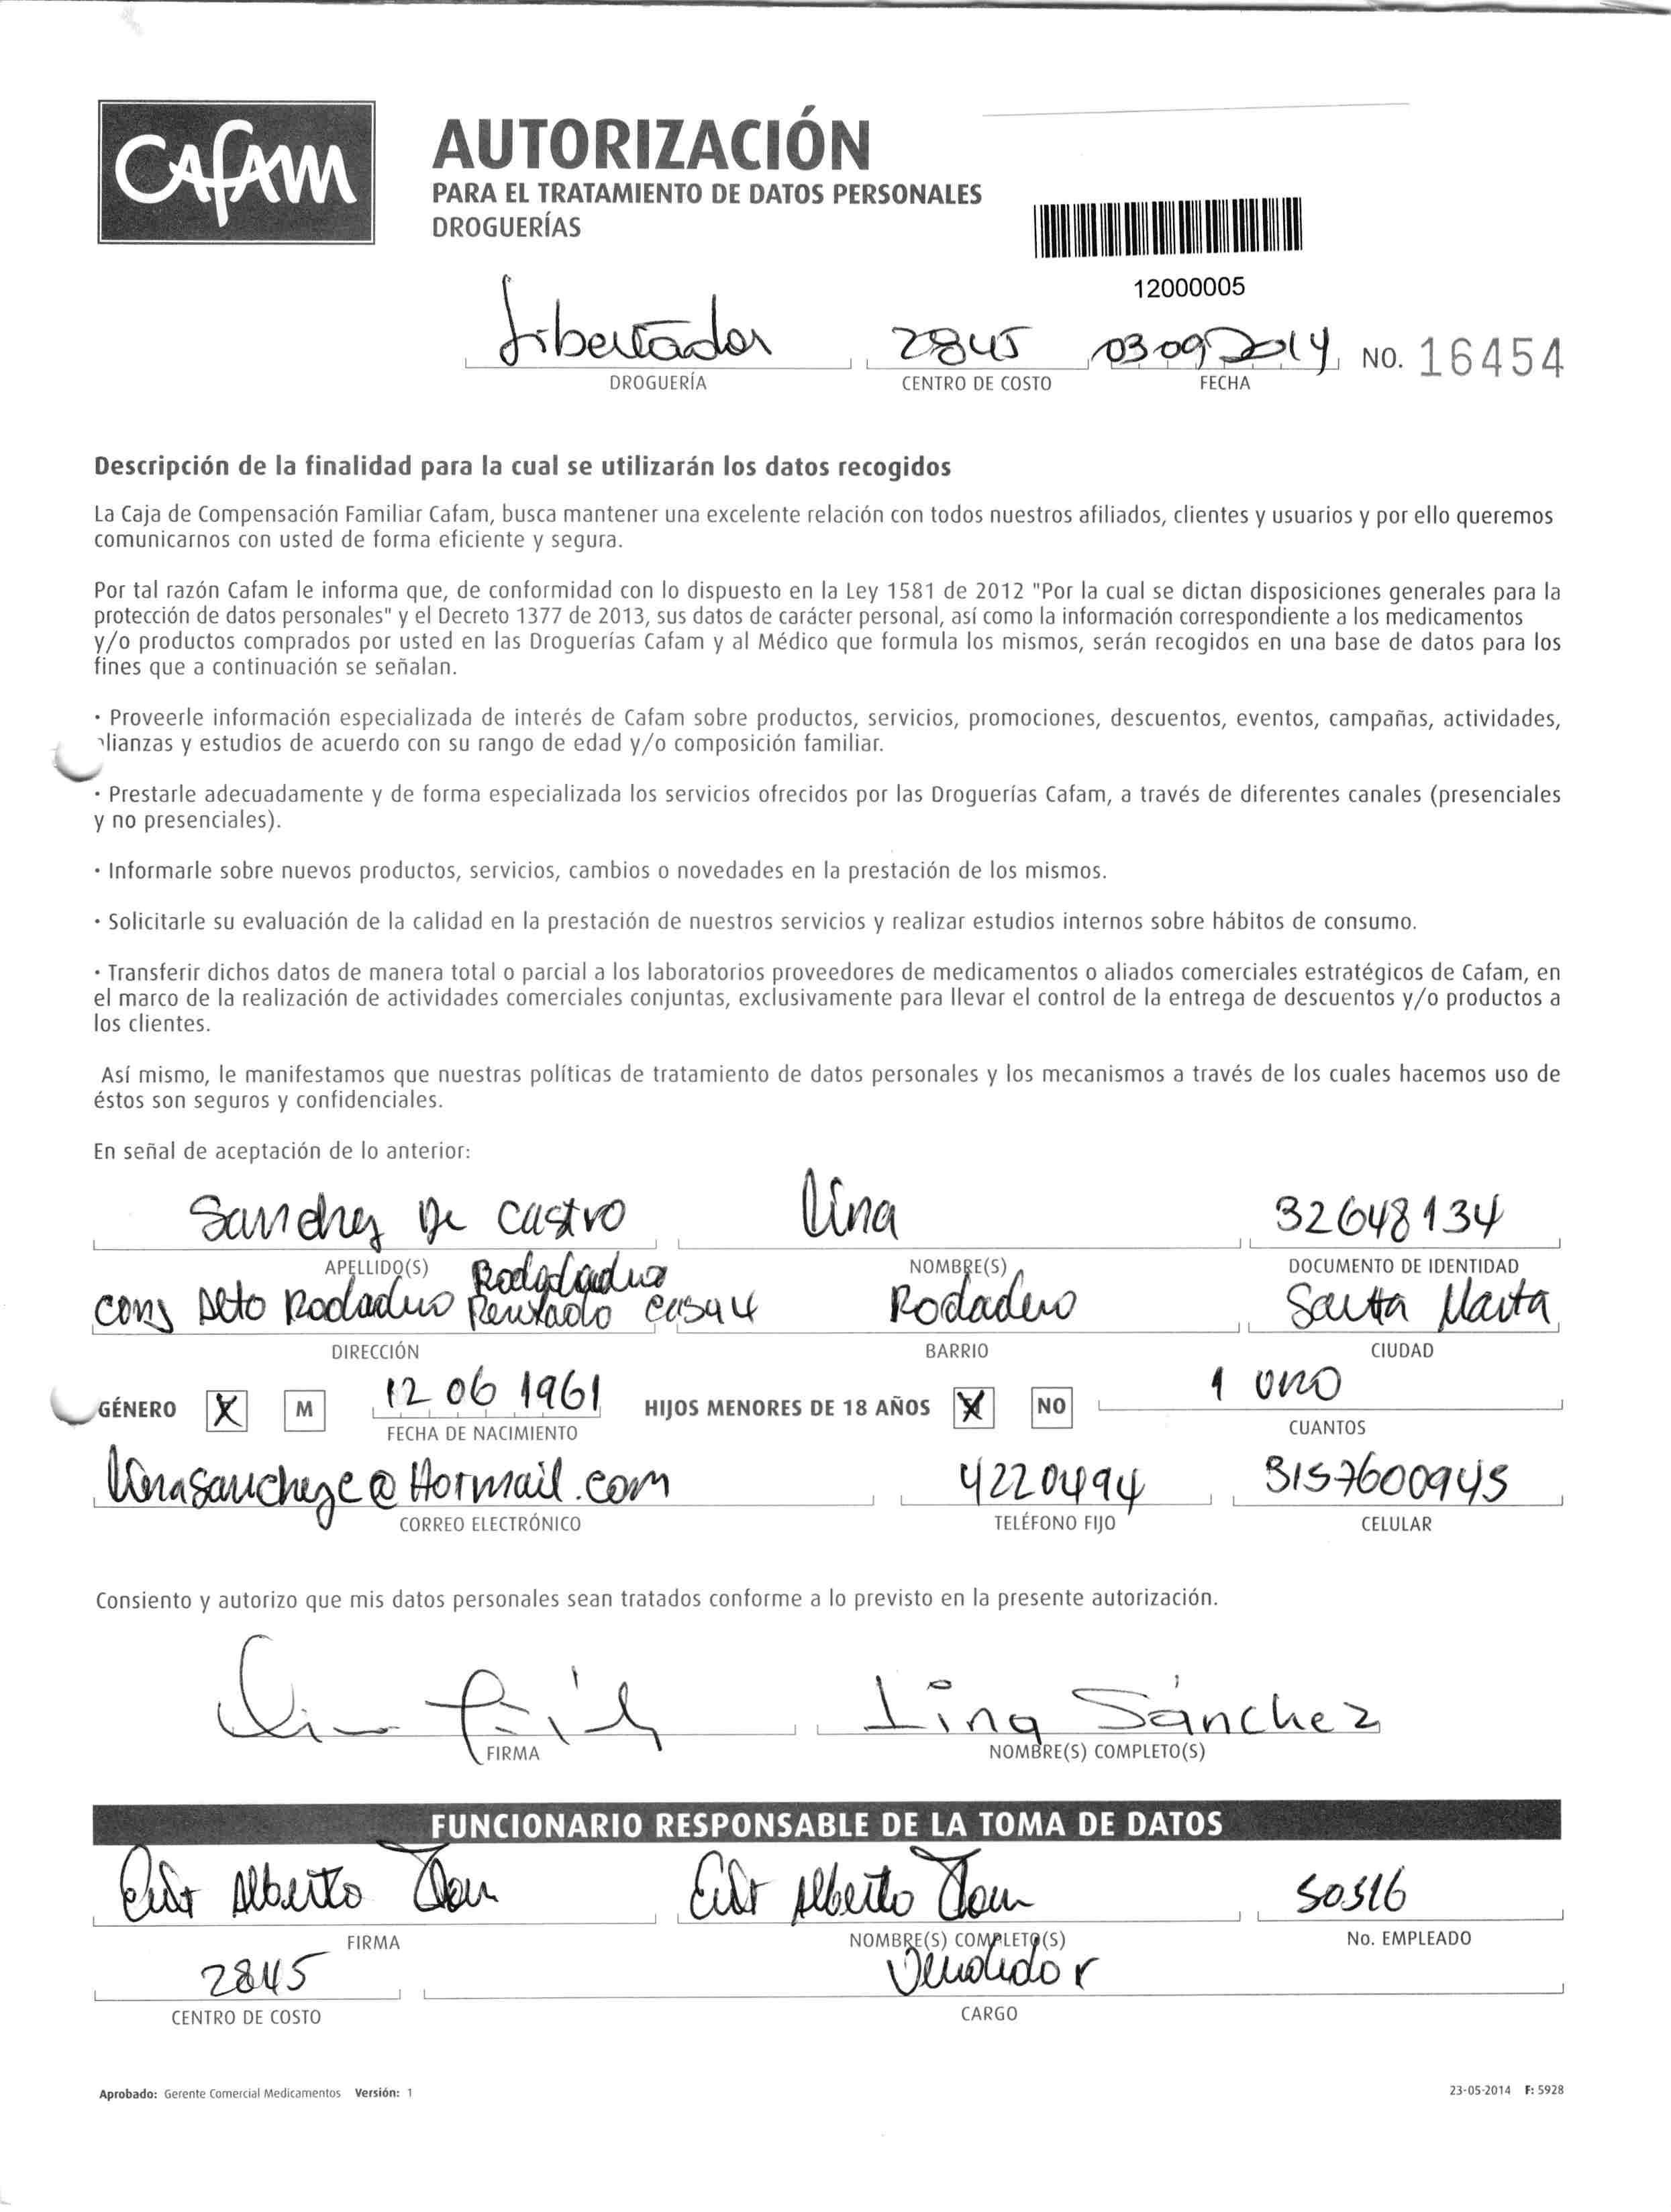 CAFAM
AUTORIZACIÓN
PARA EL TRATAMIENTO DE DATOS PERSONALES
DROGUERÍAS
12000005
Libertador 2845 03 09 2014 NO. 16454
DROGUERÍA CENTRO DE COSTO FECHA
Descripción de la finalidad para la cual se utilizarán los datos recogidos
La Caja de Compensación Familiar Cafam, busca mantener una excelente relación con todos nuestros afiliados, clientes y usuarios y por ello queremos
comunicarnos con usted de forma eficiente y segura.
Por tal razón Cafam le informa que, de conformidad con lo dispuesto en la Ley 1581 de 2012 "Por la cual se dictan disposiciones generales para la
protección de datos personales" y el Decreto 1377 de 2013, sus datos de carácter personal, así como la información correspondiente a los medicamentos
y/o productos comprados por usted en las Droguerías Cafam y al Médico que formula los mismos, serán recogidos en una base de datos para los
fines que a continuación se señalan.
· Proveerle información especializada de interés de Cafam sobre productos, servicios, promociones, descuentos, eventos, campañas, actividades,
alianzas y estudios de acuerdo con su rango de edad y/o composición familiar.
· Prestarle adecuadamente y de forma especializada los servicios ofrecidos por las Droguerías Cafam, a través de diferentes canales (presenciales
y no presenciales).
· Informarle sobre nuevos productos, servicios, cambios o novedades en la prestación de los mismos.
· Solicitarle su evaluación de la calidad en la prestación de nuestros servicios y realizar estudios internos sobre hábitos de consumo.
· Transferir dichos datos de manera total o parcial a los laboratorios proveedores de medicamentos o aliados comerciales estratégicos de Cafam, en
el marco de la realización de actividades comerciales conjuntas, exclusivamente para llevar el control de la entrega de descuentos y/o productos a
los clientes.
Así mismo, le manifestamos que nuestras políticas de tratamiento de datos personales y los mecanismos a través de los cuales hacemos uso de
éstos son seguros y confidenciales.
En señal de aceptación de lo anterior:
Sanchez De Castro Lina 32648134
APELLIDO(S) NOMBRE(S) DOCUMENTO DE IDENTIDAD
Conj Alto Rodadero casa 4 Rodadero Santa Marta
DIRECCIÓN BARRIO CIUDAD
GÉNERO X M 12 06 1961 HIJOS MENORES DE 18 AÑOS X NO 1 uno
FECHA DE NACIMIENTO CUANTOS
linasanchezc@Hotmail.com 4220494 3157600945
CORREO ELECTRÓNICO TELÉFONO FIJO CELULAR
Consiento y autorizo que mis datos personales sean tratados conforme a lo previsto en la presente autorización.
Lina Sánchez
FIRMA NOMBRE(S) COMPLETO(S)
FUNCIONARIO RESPONSABLE DE LA TOMA DE DATOS
Alberto Alberto 50516
FIRMA NOMBRE(S) COMPLETO(S) No. EMPLEADO
2845 Vendedor
CENTRO DE COSTO CARGO
Aprobado: Gerente Comercial Medicamentos Versión: 1 23-05-2014 F: 5928